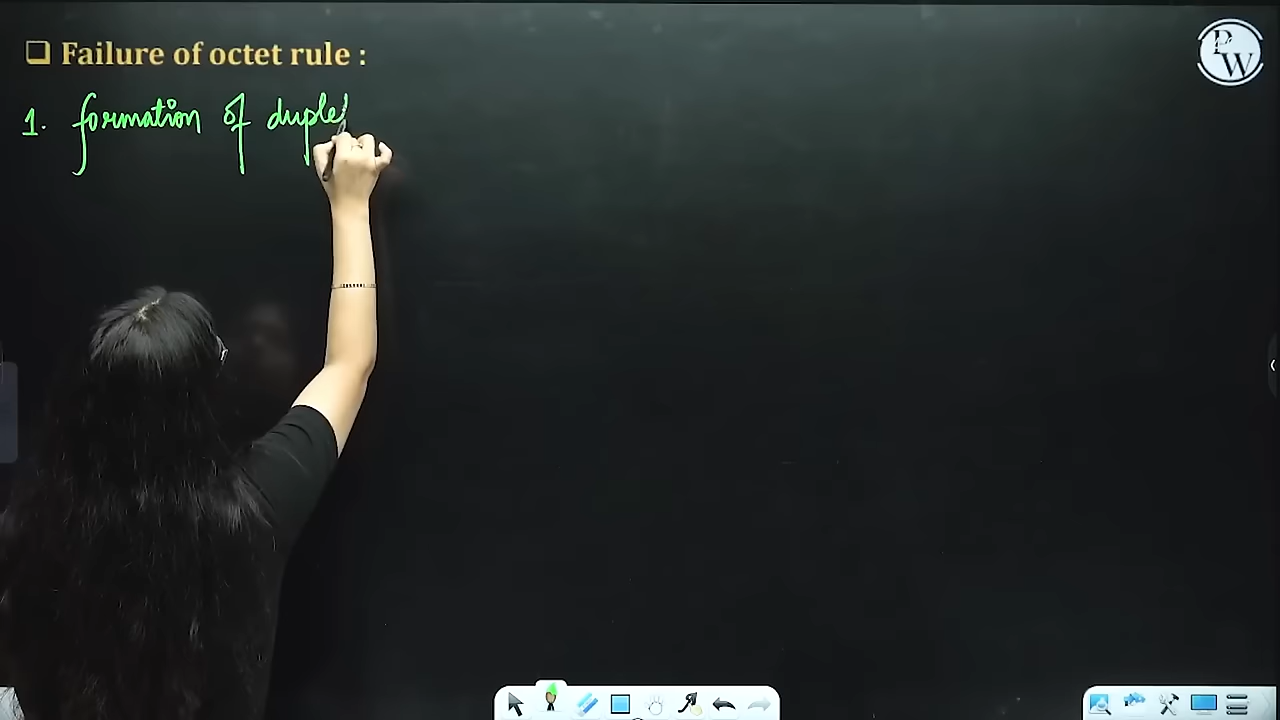 ❑ Failure of octet rule :
1. formation of duple
PW